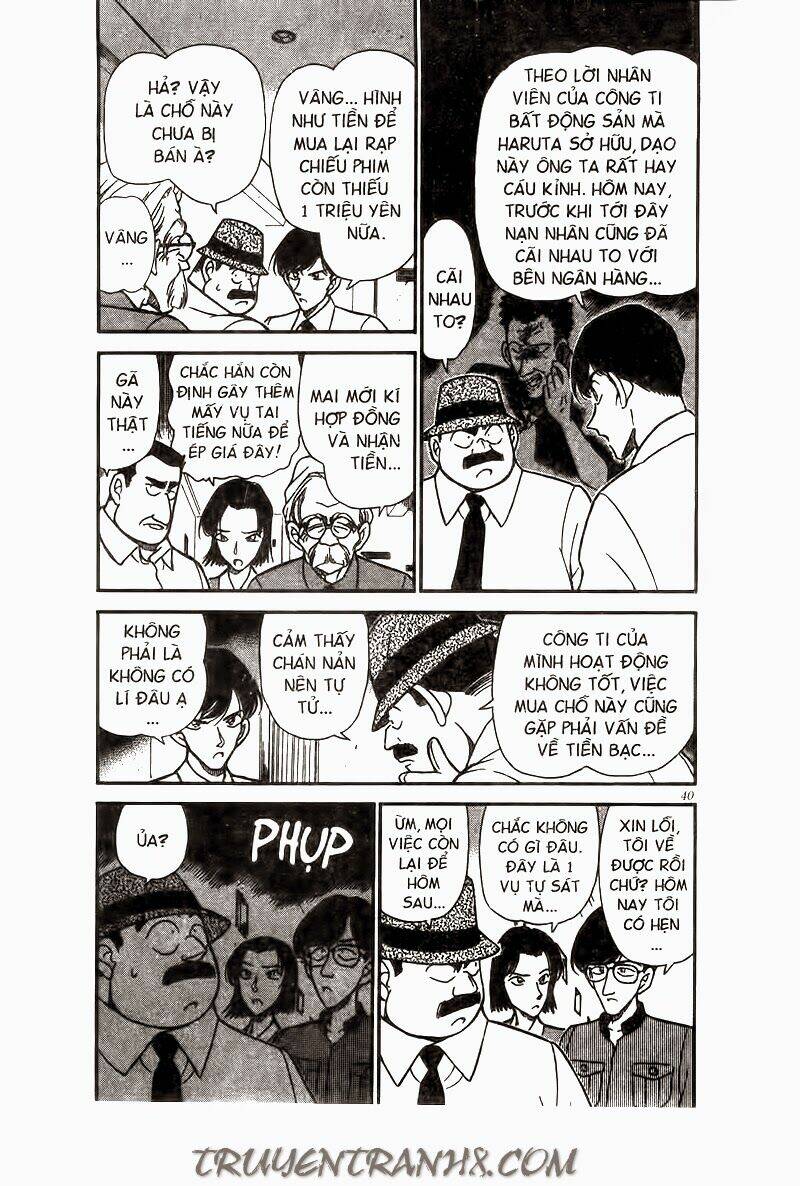 THEO LỜI NHÂN
VIÊN CỦA CÔNG TI
BẤT ĐỘNG SẢN MÀ
HARUTA SỞ HỮU, DẠO
NÀY ÔNG TA RẤT HAY
CÁU KỈNH. HÔM NAY,
TRƯỚC KHI TỚI ĐÂY
NẠN NHÂN CŨNG ĐÃ
CÃI NHAU TO VỚI
BÊN NGÂN HÀNG...
CÃI
NHAU
TO?
VÂNG... HÌNH
NHƯ TIỀN ĐỂ
MUA LẠI RẠP
CHIẾU PHIM
CÒN THIẾU
1 TRIỆU YÊN
NỮA.
HẢ? VẬY
LÀ CHỖ NÀY
CHƯA BỊ
BÁN À?
VÂNG
...
MAI MỚI KÍ
HỢP ĐỒNG
VÀ NHẬN
TIỀN...
CHẮC HẲN CÒN
ĐỊNH GÂY THÊM
MẤY VỤ TAI
TIẾNG NỮA ĐỂ
ÉP GIÁ ĐÂY!
GÃ
NÀY
THẬT
...
CÔNG TI CỦA
MÌNH HOẠT ĐỘNG
KHÔNG TỐT, VIỆC
MUA CHỖ NÀY CŨNG
GẶP PHẢI VẤN ĐỀ
VỀ TIỀN BẠC...
CẢM THẤY
CHÁN NẢN
NÊN TỰ
TỬ...
KHÔNG
PHẢI LÀ
KHÔNG CÓ
LÍ ĐÂU Ạ
...
40
XIN LỖI,
TÔI VỀ
ĐƯỢC RỒI
CHỨ? HÔM
NAY TÔI
CÓ HẸN
...
CHẮC KHÔNG
CÓ GÌ ĐÂU.
ĐÂY LÀ 1
VỤ TỰ SÁT
MÀ...
ỪM, MỌI
VIỆC CÒN
LẠI ĐỂ
HÔM
SAU...
PHỤP
ỦA?
TRUYENTRANH8.COM